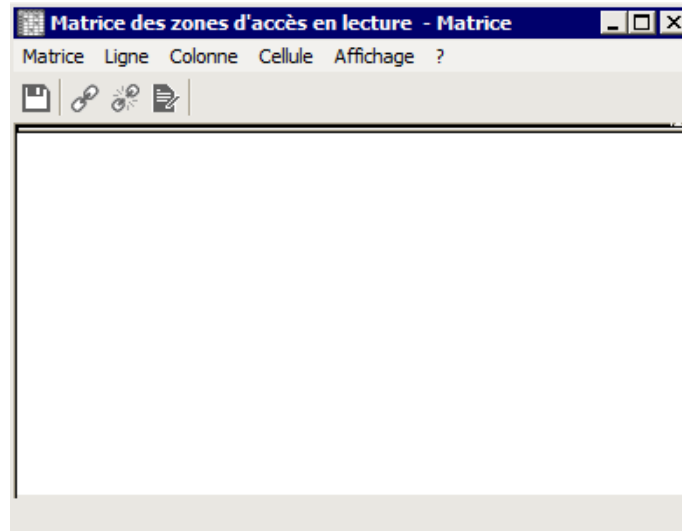 Matrice des zones d'accès en lecture - Matrice
Matrice Ligne Colonne Cellule Affichage ?